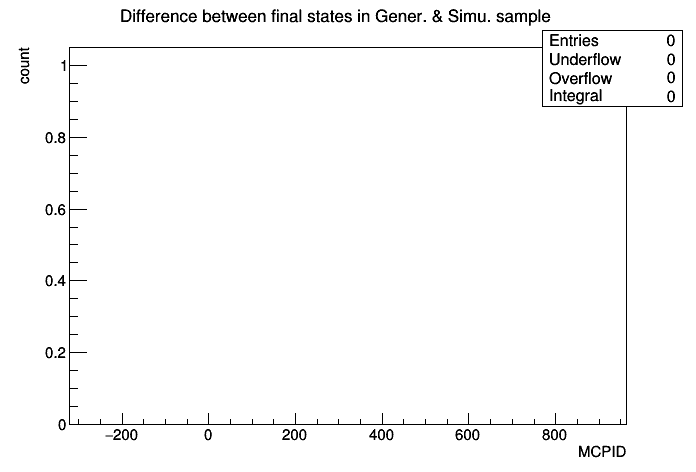 Difference between final states in Gener. & Simu. sample
Entries 0
Underflow 0
Overflow 0
Integral 0
count
1
0.8
0.6
0.4
0.2
0
−200 0 200 400 600 800
MCPID